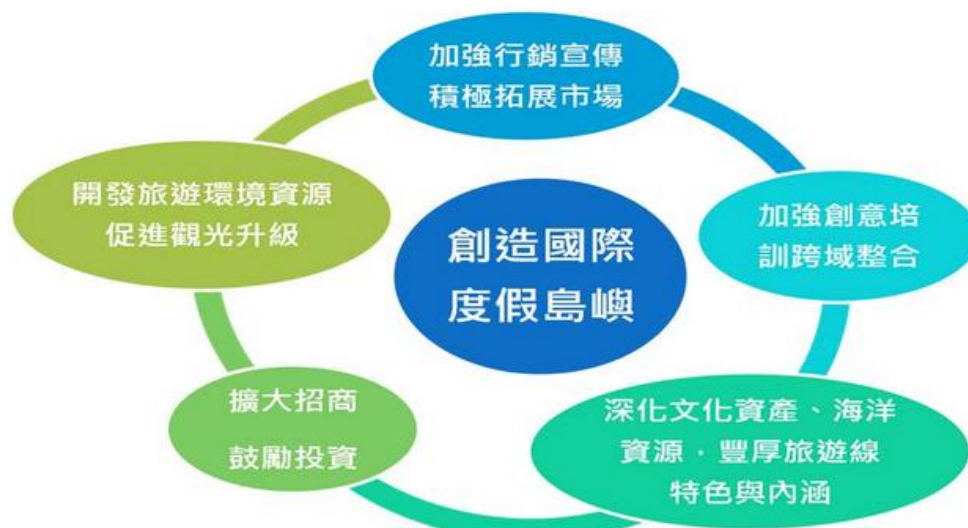 加強行銷宣傳
積極拓展市場
開發旅遊環境資源
促進觀光升級
創造國際
度假島嶼
加強創意培
訓跨域整合
擴大招商
鼓勵投資
深化文化資產、海洋
資源．豐厚旅遊線
特色與內涵